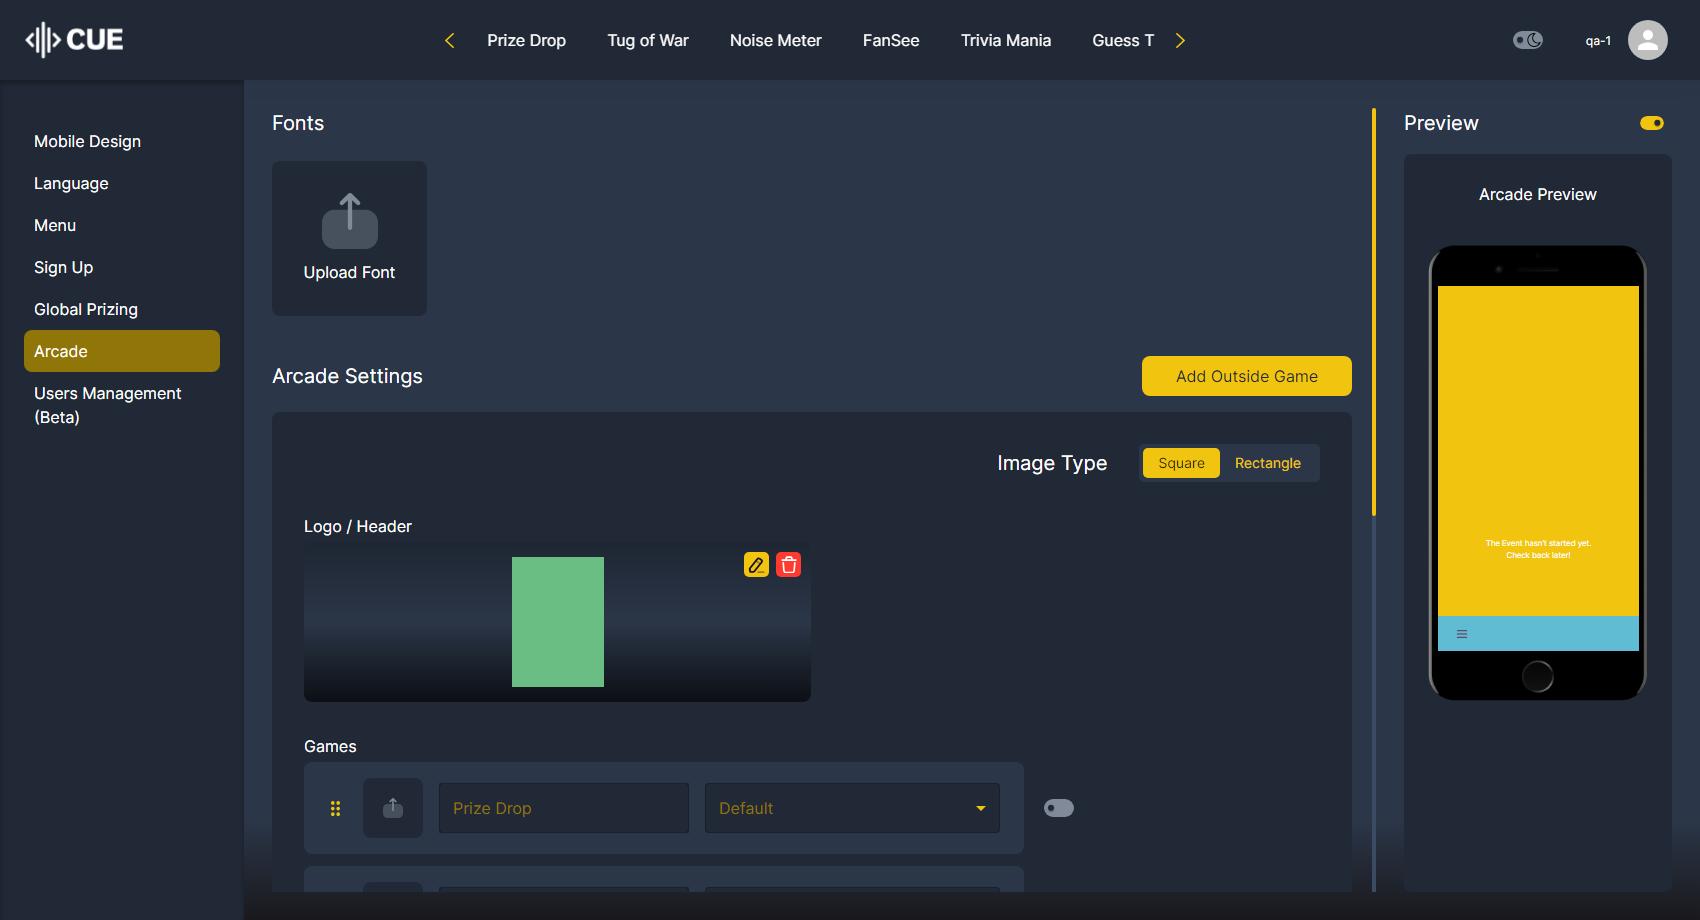 CUE
Prize Drop
Tug of War
Noise Meter
FanSee
Trivia Mania
Guess T
qa-1
Mobile Design
Language
Menu
Sign Up
Global Prizing
Arcade
Users Management
(Beta)
Fonts
Upload Font
Arcade Settings
Add Outside Game
Image Type
Square
Rectangle
Logo / Header
Games
Prize Drop
Default
Preview
Arcade Preview
The Event hasn't started yet.
Check back later!